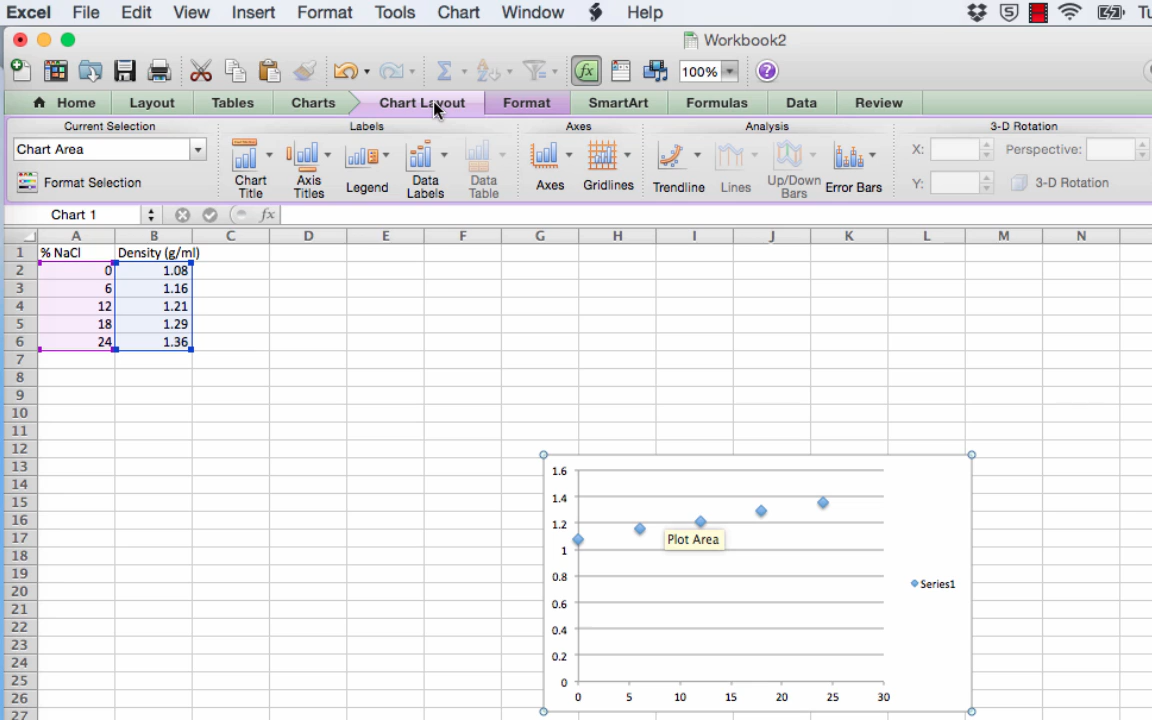 Excel File Edit View Insert Format Tools Chart Window Help
Workbook2
fx 100% ?
Home Layout Tables Charts Chart Layout Format SmartArt Formulas Data Review
Current Selection Labels Axes Analysis 3-D Rotation
Chart Area
Format Selection
Chart Title
Axis Titles
Legend
Data Labels
Data Table
Axes
Gridlines
Trendline
Lines
Up/Down Bars
Error Bars
X: Perspective:
Y: 3-D Rotation
Chart 1 fx
A B C D E F G H I J K L M N
1 % NaCl Density (g/ml)
2 0 1.08
3 6 1.16
4 12 1.21
5 18 1.29
6 24 1.36
7
8
9
10
11
12
13
14
15
16
17
18
19
20
21
22
23
24
25
26
27
1.6
1.4
1.2
1
0.8
0.6
0.4
0.2
0
0 5 10 15 20 25 30
Plot Area
Series1